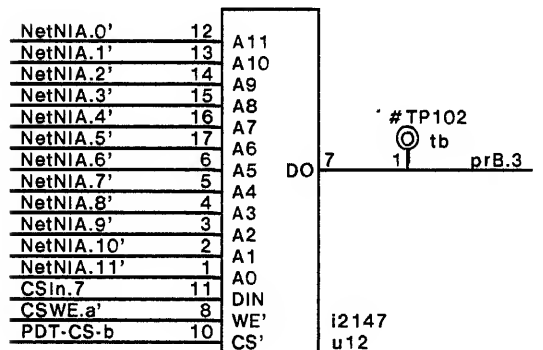 NetNIA.0' 12 A11
NetNIA.1' 13 A10
NetNIA.2' 14 A9
NetNIA.3' 15 A8
NetNIA.4' 16 A7
NetNIA.5' 17 A6
NetNIA.6' 6 A5
NetNIA.7' 5 A4
NetNIA.8' 4 A3
NetNIA.9' 3 A2
NetNIA.10' 2 A1
NetNIA.11' 1 A0
CSIn.7 11 DIN
CSWE.a' 8 WE'
PDT-CS-b 10 CS'
#TP102
tb
DO 7 1 prB.3
i2147
u12